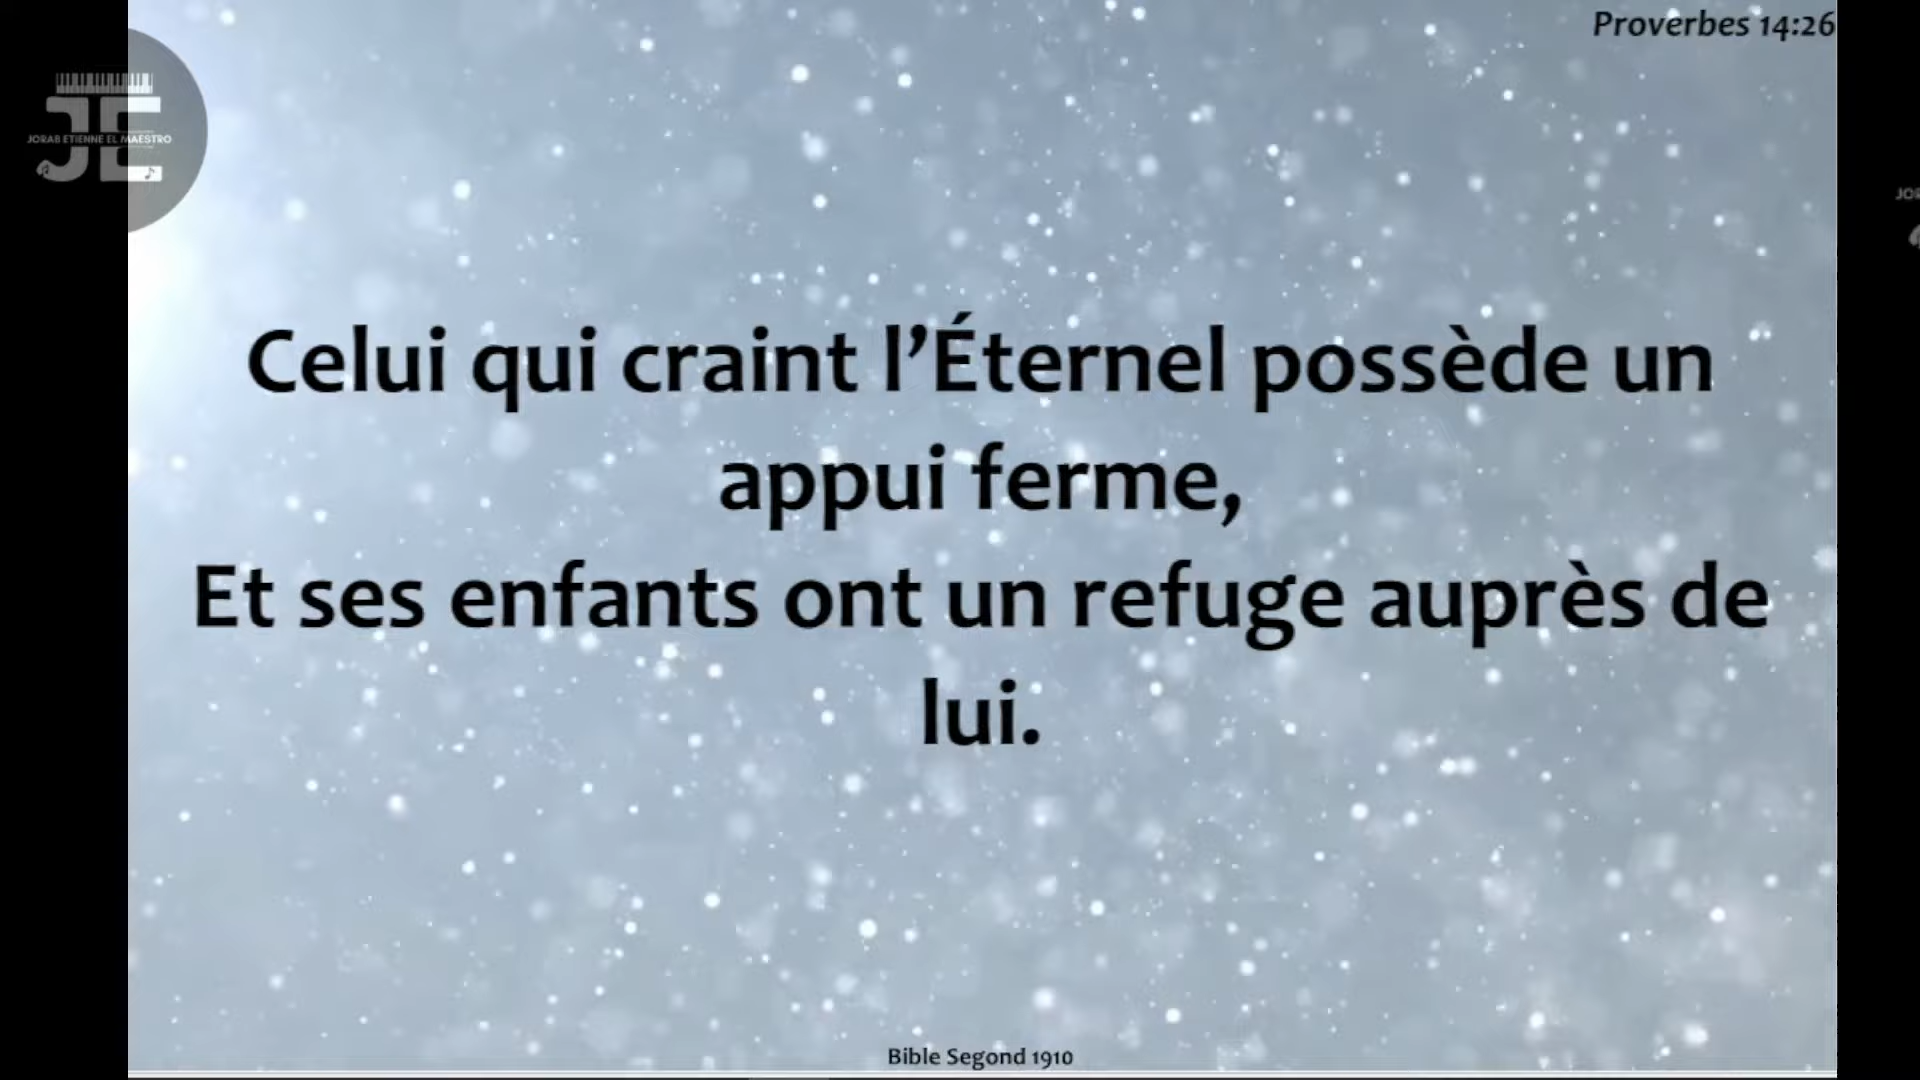 Proverbes 14:26
JE
JORAB ETIENNE EL MAESTRO
Celui qui craint l’Éternel possède un
appui ferme,
Et ses enfants ont un refuge auprès de
lui.
Bible Segond 1910